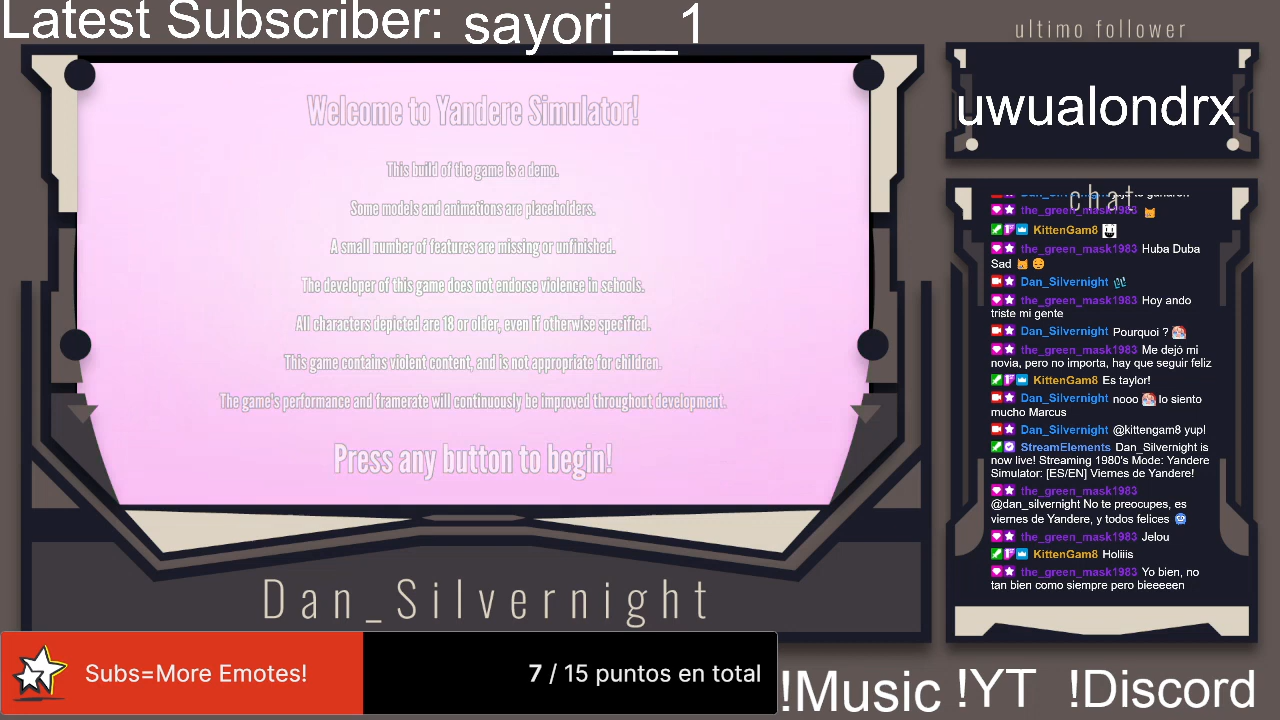 Latest Subscriber: sayori__1
ultimo follower
uwualondrx
Welcome to Yandere Simulator!
This build of the game is a demo.
Some models and animations are placeholders.
A small number of features are missing or unfinished.
The developer of this game does not endorse violence in schools.
All characters depicted are 18 or older, even if otherwise specified.
This game contains violent content, and is not appropriate for children.
The game's performance and framerate will continuously be improved throughout development.
Press any button to begin!
chat
the_green_mask1983
KittenGam8
the_green_mask1983 Huba Duba
Sad
Dan_Silvernight
the_green_mask1983 Hoy ando
triste mi gente
Dan_Silvernight Pourquoi ?
the_green_mask1983 Me dejó mi
novia, pero no importa, hay que seguir feliz
KittenGam8 Es taylor!
Dan_Silvernight nooo lo siento
mucho Marcus
Dan_Silvernight @kittengam8 yup!
StreamElements Dan_Silvernight is
now live! Streaming 1980's Mode: Yandere
Simulator: [ES/EN] Viernes de Yandere!
the_green_mask1983
@dan_silvernight No te preocupes, es
viernes de Yandere, y todos felices
the_green_mask1983 Jelou
KittenGam8 Holiiis
the_green_mask1983 Yo bien, no
tan bien como siempre pero bieeeeen
Dan_Silvernight
Subs=More Emotes!
7 / 15 puntos en total
!Music !YT !Discord